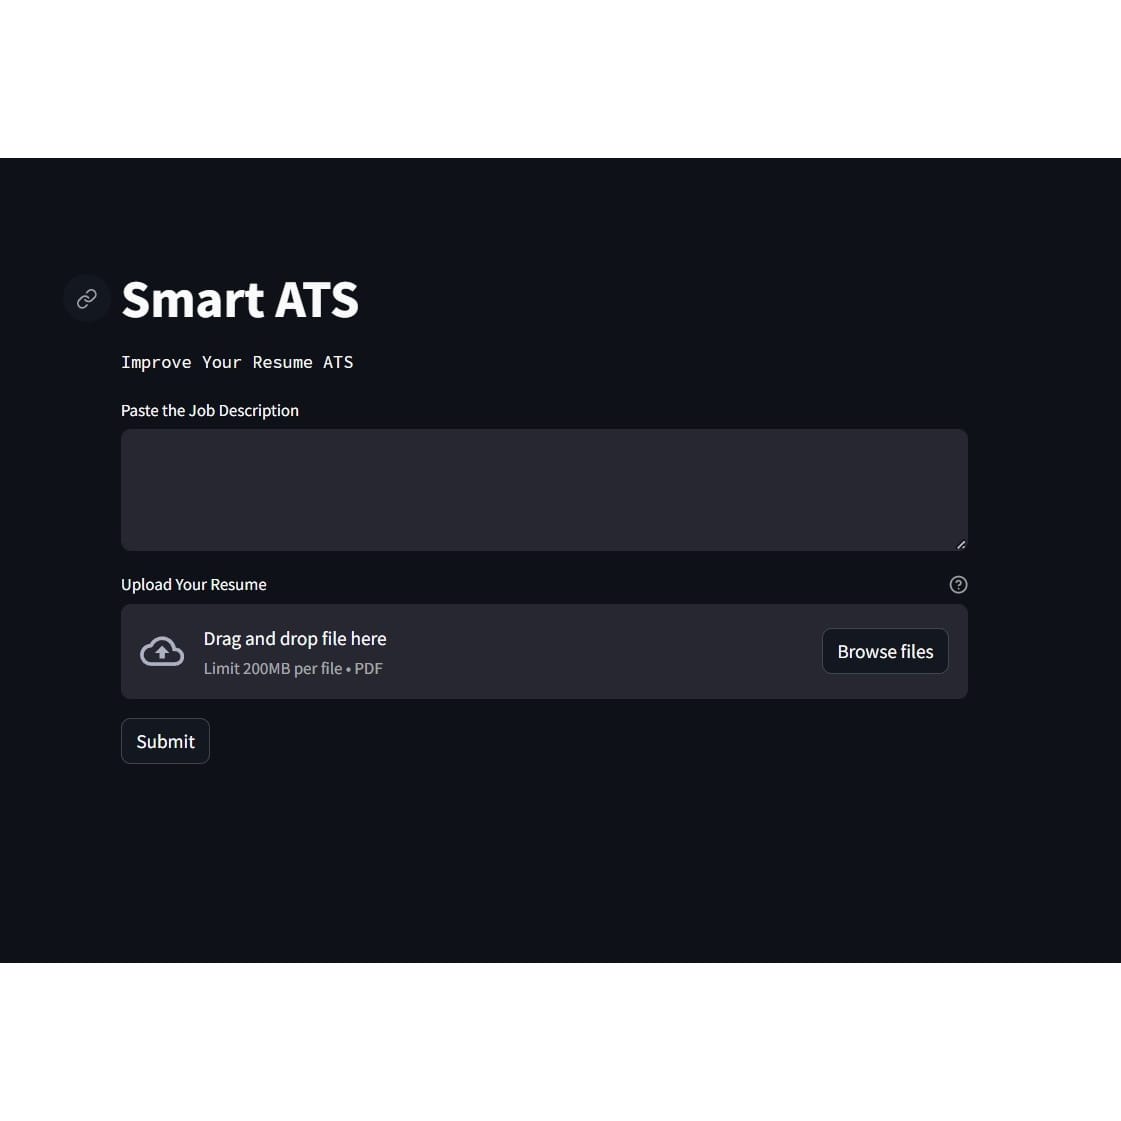 Smart ATS
Improve Your Resume ATS
Paste the Job Description
Upload Your Resume
Drag and drop file here
Limit 200MB per file • PDF
Browse files
Submit